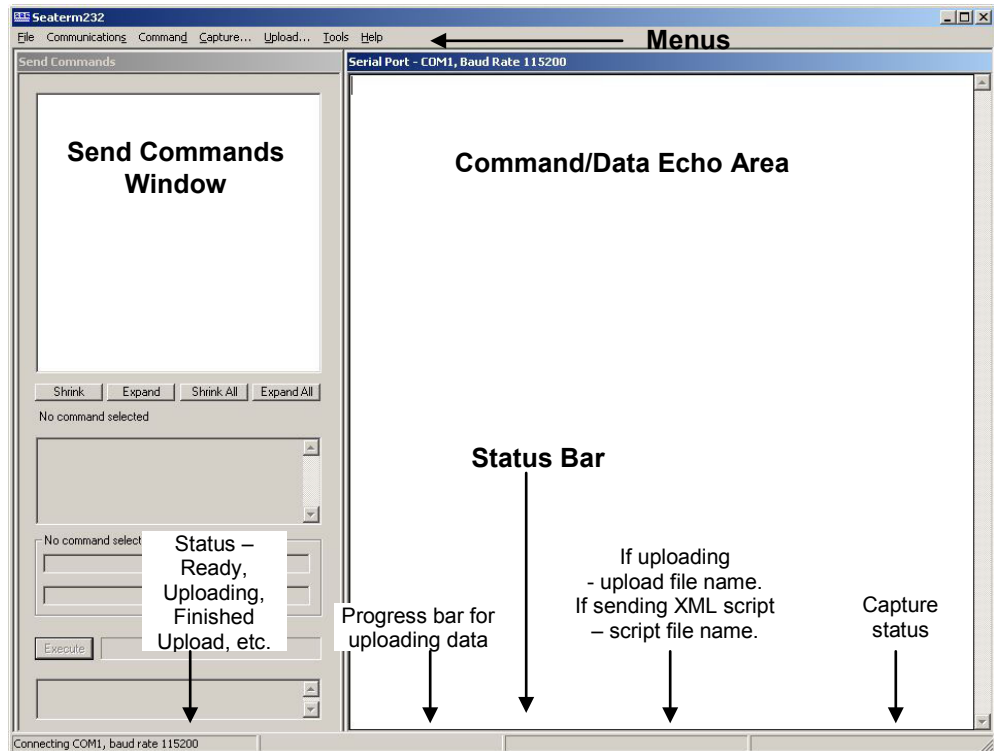 Seaterm232
File Communications Command Capture... Upload... Tools Help
Menus
Send Commands
Serial Port - COM1, Baud Rate 115200
Send Commands
Window
Command/Data Echo Area
Shrink Expand Shrink All Expand All
No command selected
Status Bar
No command selec
Status –
Ready,
Uploading,
Finished
Upload, etc.
Execute
Progress bar for
uploading data
If uploading
- upload file name.
If sending XML script
– script file name.
Capture
status
Connecting COM1, baud rate 115200